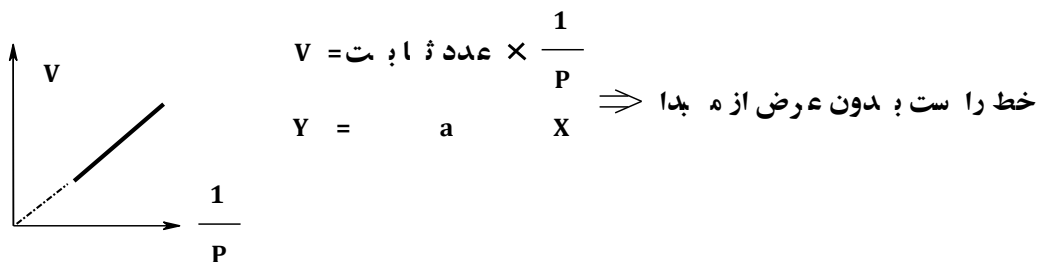 V
1
P
V = عدد ثابت × 1/P
Y = a X
⇒ خط راست بدون عرض از مبدا